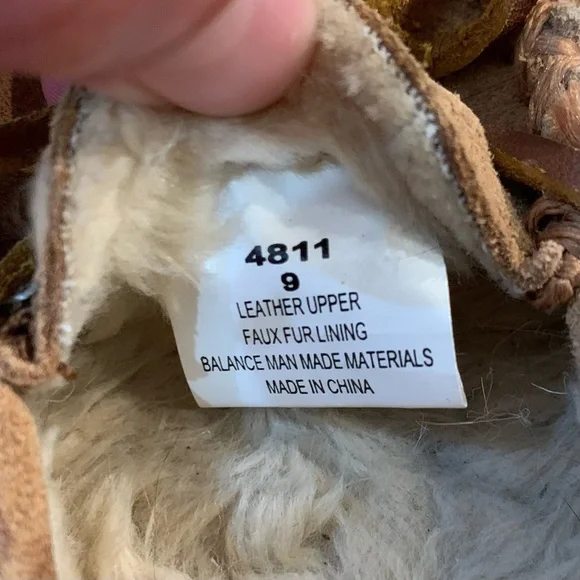 4811
9
LEATHER UPPER
FAUX FUR LINING
BALANCE MAN MADE MATERIALS
MADE IN CHINA